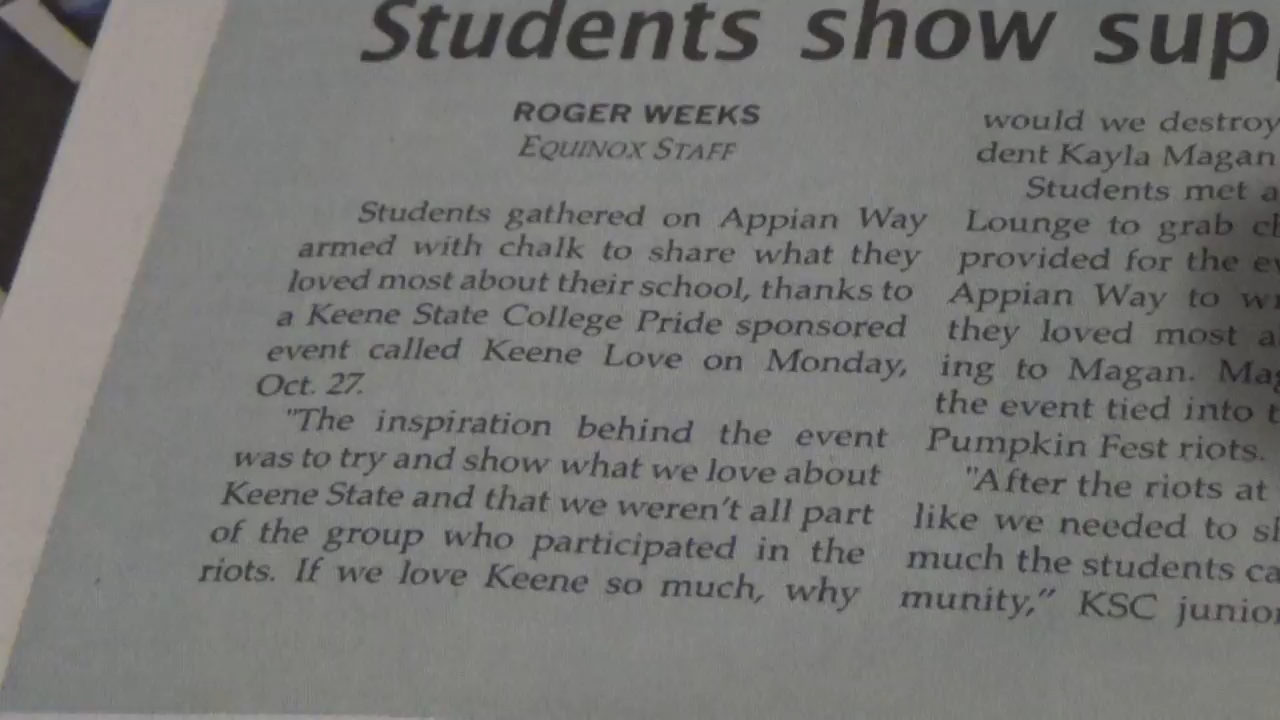 Students show
ROGER WEEKS
EQUINOX STAFF
Students gathered on Appian Way
armed with chalk to share what they
loved most about their school, thanks to
a Keene State College Pride sponsored
event called Keene Love on Monday,
Oct. 27.
"The inspiration behind the event
was to try and show what we love about
Keene State and that we weren't all part
of the group who participated in the
riots. If we love Keene so much, why
would we destroy
dent Kayla Magan
Students met a
Lounge to grab
provided for the
Appian Way to
they loved most a
ing to Magan.
the event tied into
Pumpkin Fest riots.
"After the riots at
like we needed to
much the students
munity," KSC junior